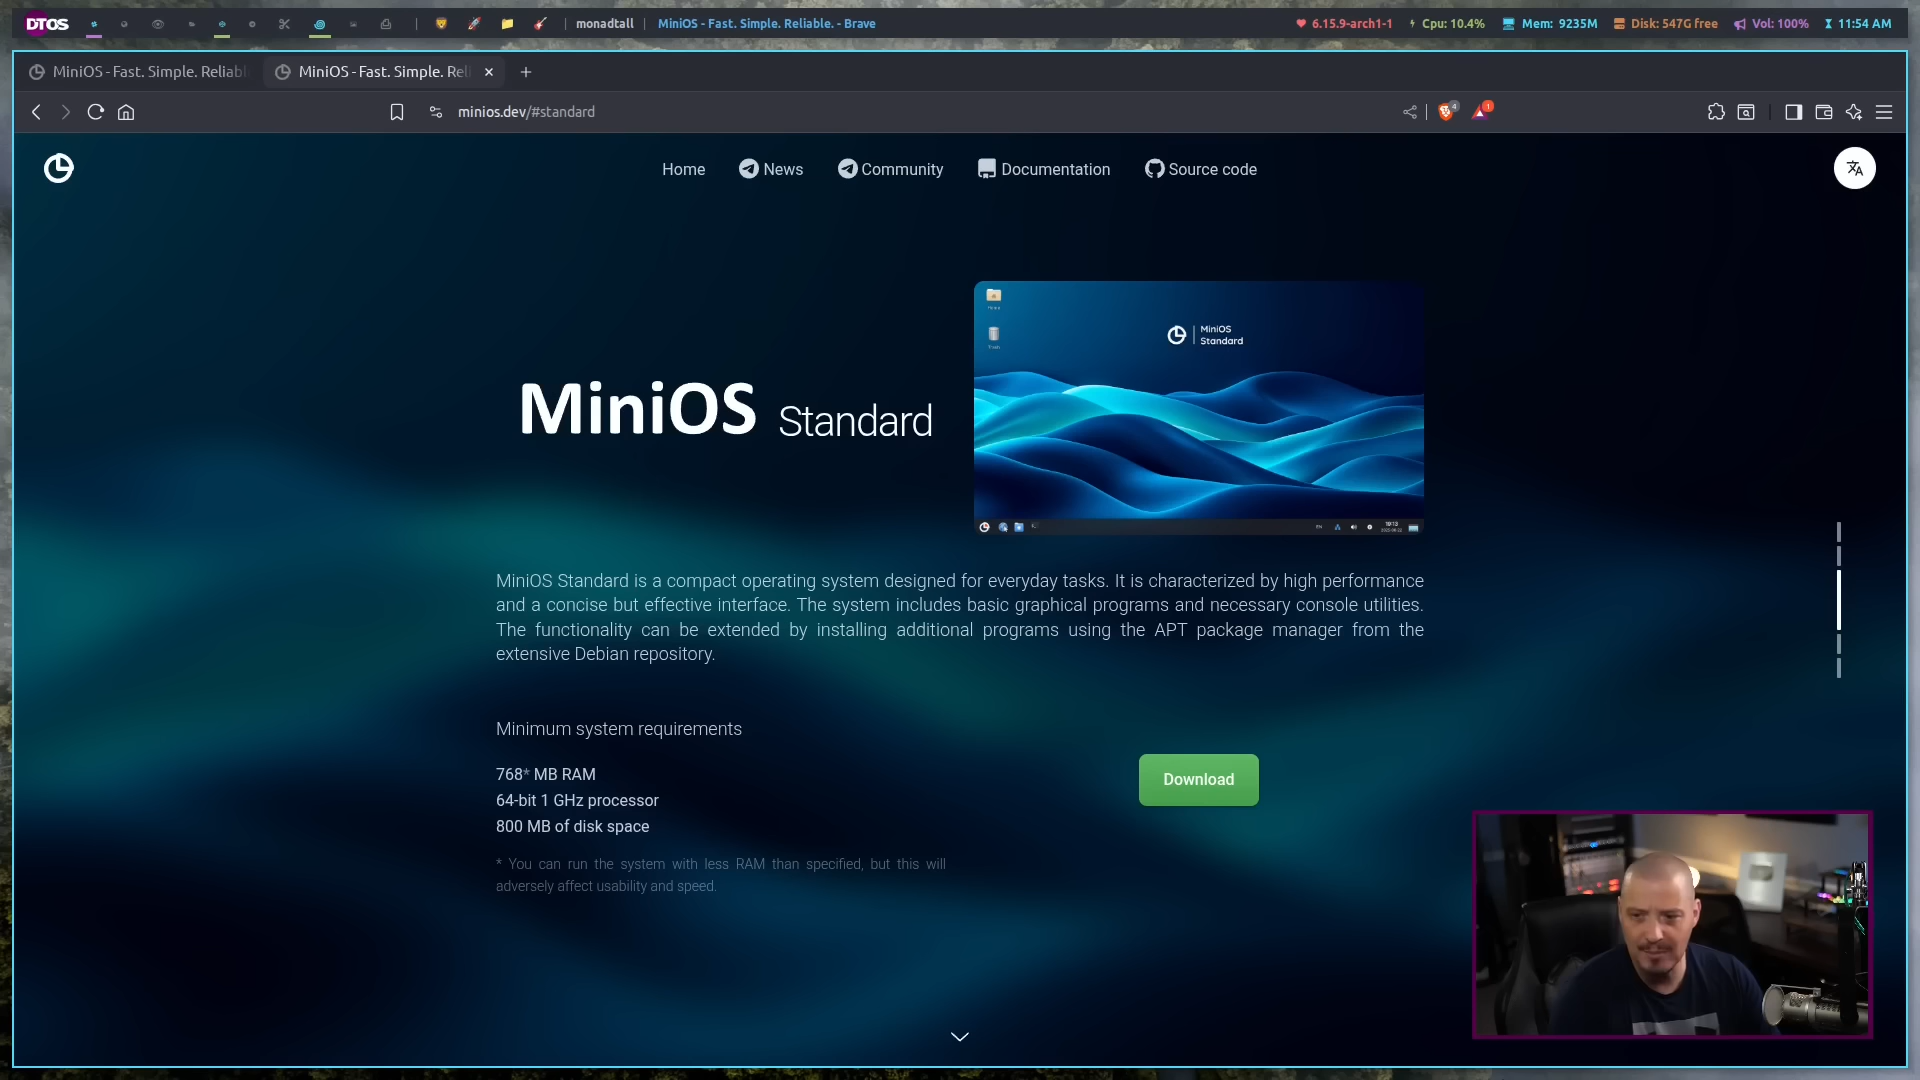 DTOS | monadtall | MiniOS - Fast. Simple. Reliable. - Brave 6.15.9-arch1-1 Cpu: 10.4% Mem: 9235M Disk: 547G free Vol: 100% 11:54 AM
MiniOS - Fast. Simple. Reliabl MiniOS - Fast. Simple. Rel
minios.dev/#standard 4 1
Home News Community Documentation Source code
MiniOS
Standard
MiniOS Standard
MiniOS Standard is a compact operating system designed for everyday tasks. It is characterized by high performance
and a concise but effective interface. The system includes basic graphical programs and necessary console utilities.
The functionality can be extended by installing additional programs using the APT package manager from the
extensive Debian repository.
Minimum system requirements
768* MB RAM
64-bit 1 GHz processor
800 MB of disk space
Download
* You can run the system with less RAM than specified, but this will
adversely affect usability and speed.